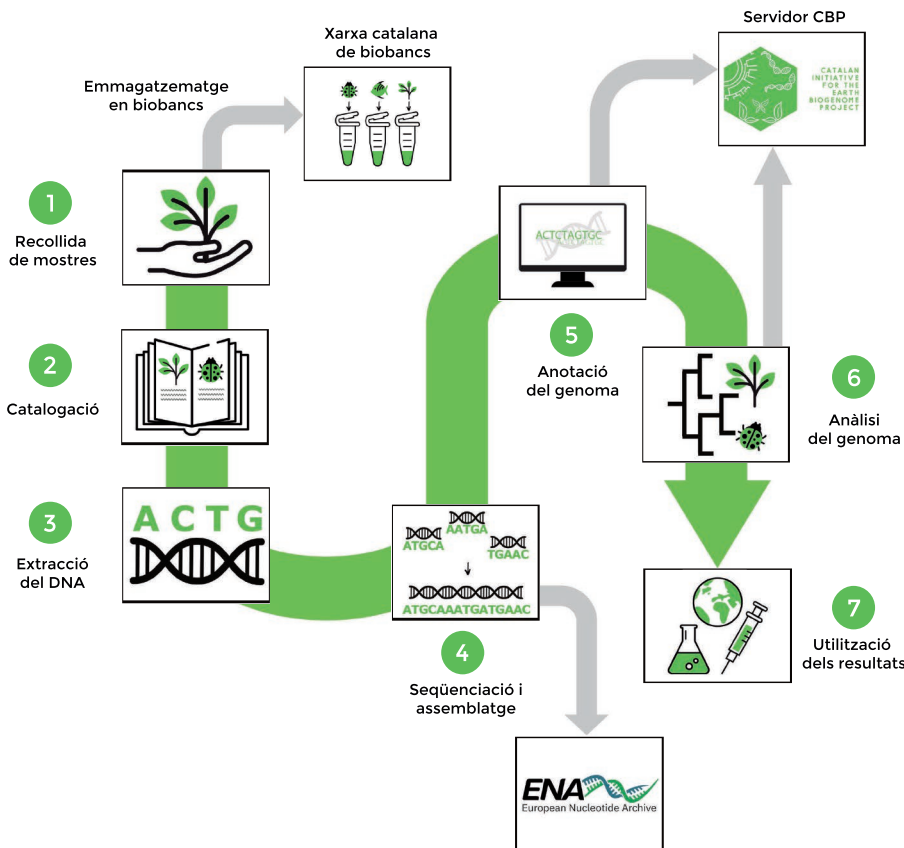 Servidor CBP
Xarxa catalana
de biobancs
Emmagatzematge
en biobancs
CATALAN
INITIATIVE
FOR THE
EARTH
BIOGENOME
PROJECT
1
Recollida
de mostres
ACTCTAGTGC
2
Catalogació
5
Anotació
del genoma
6
Anàlisi
del genoma
3
Extracció
del DNA
ACTG
AATGA
ATGCA
TGAAC
ATGCAAATGATGAAC
4
Seqüenciació i
assemblatge
7
Utilització
dels resultats
ENA
European Nucleotide Archive